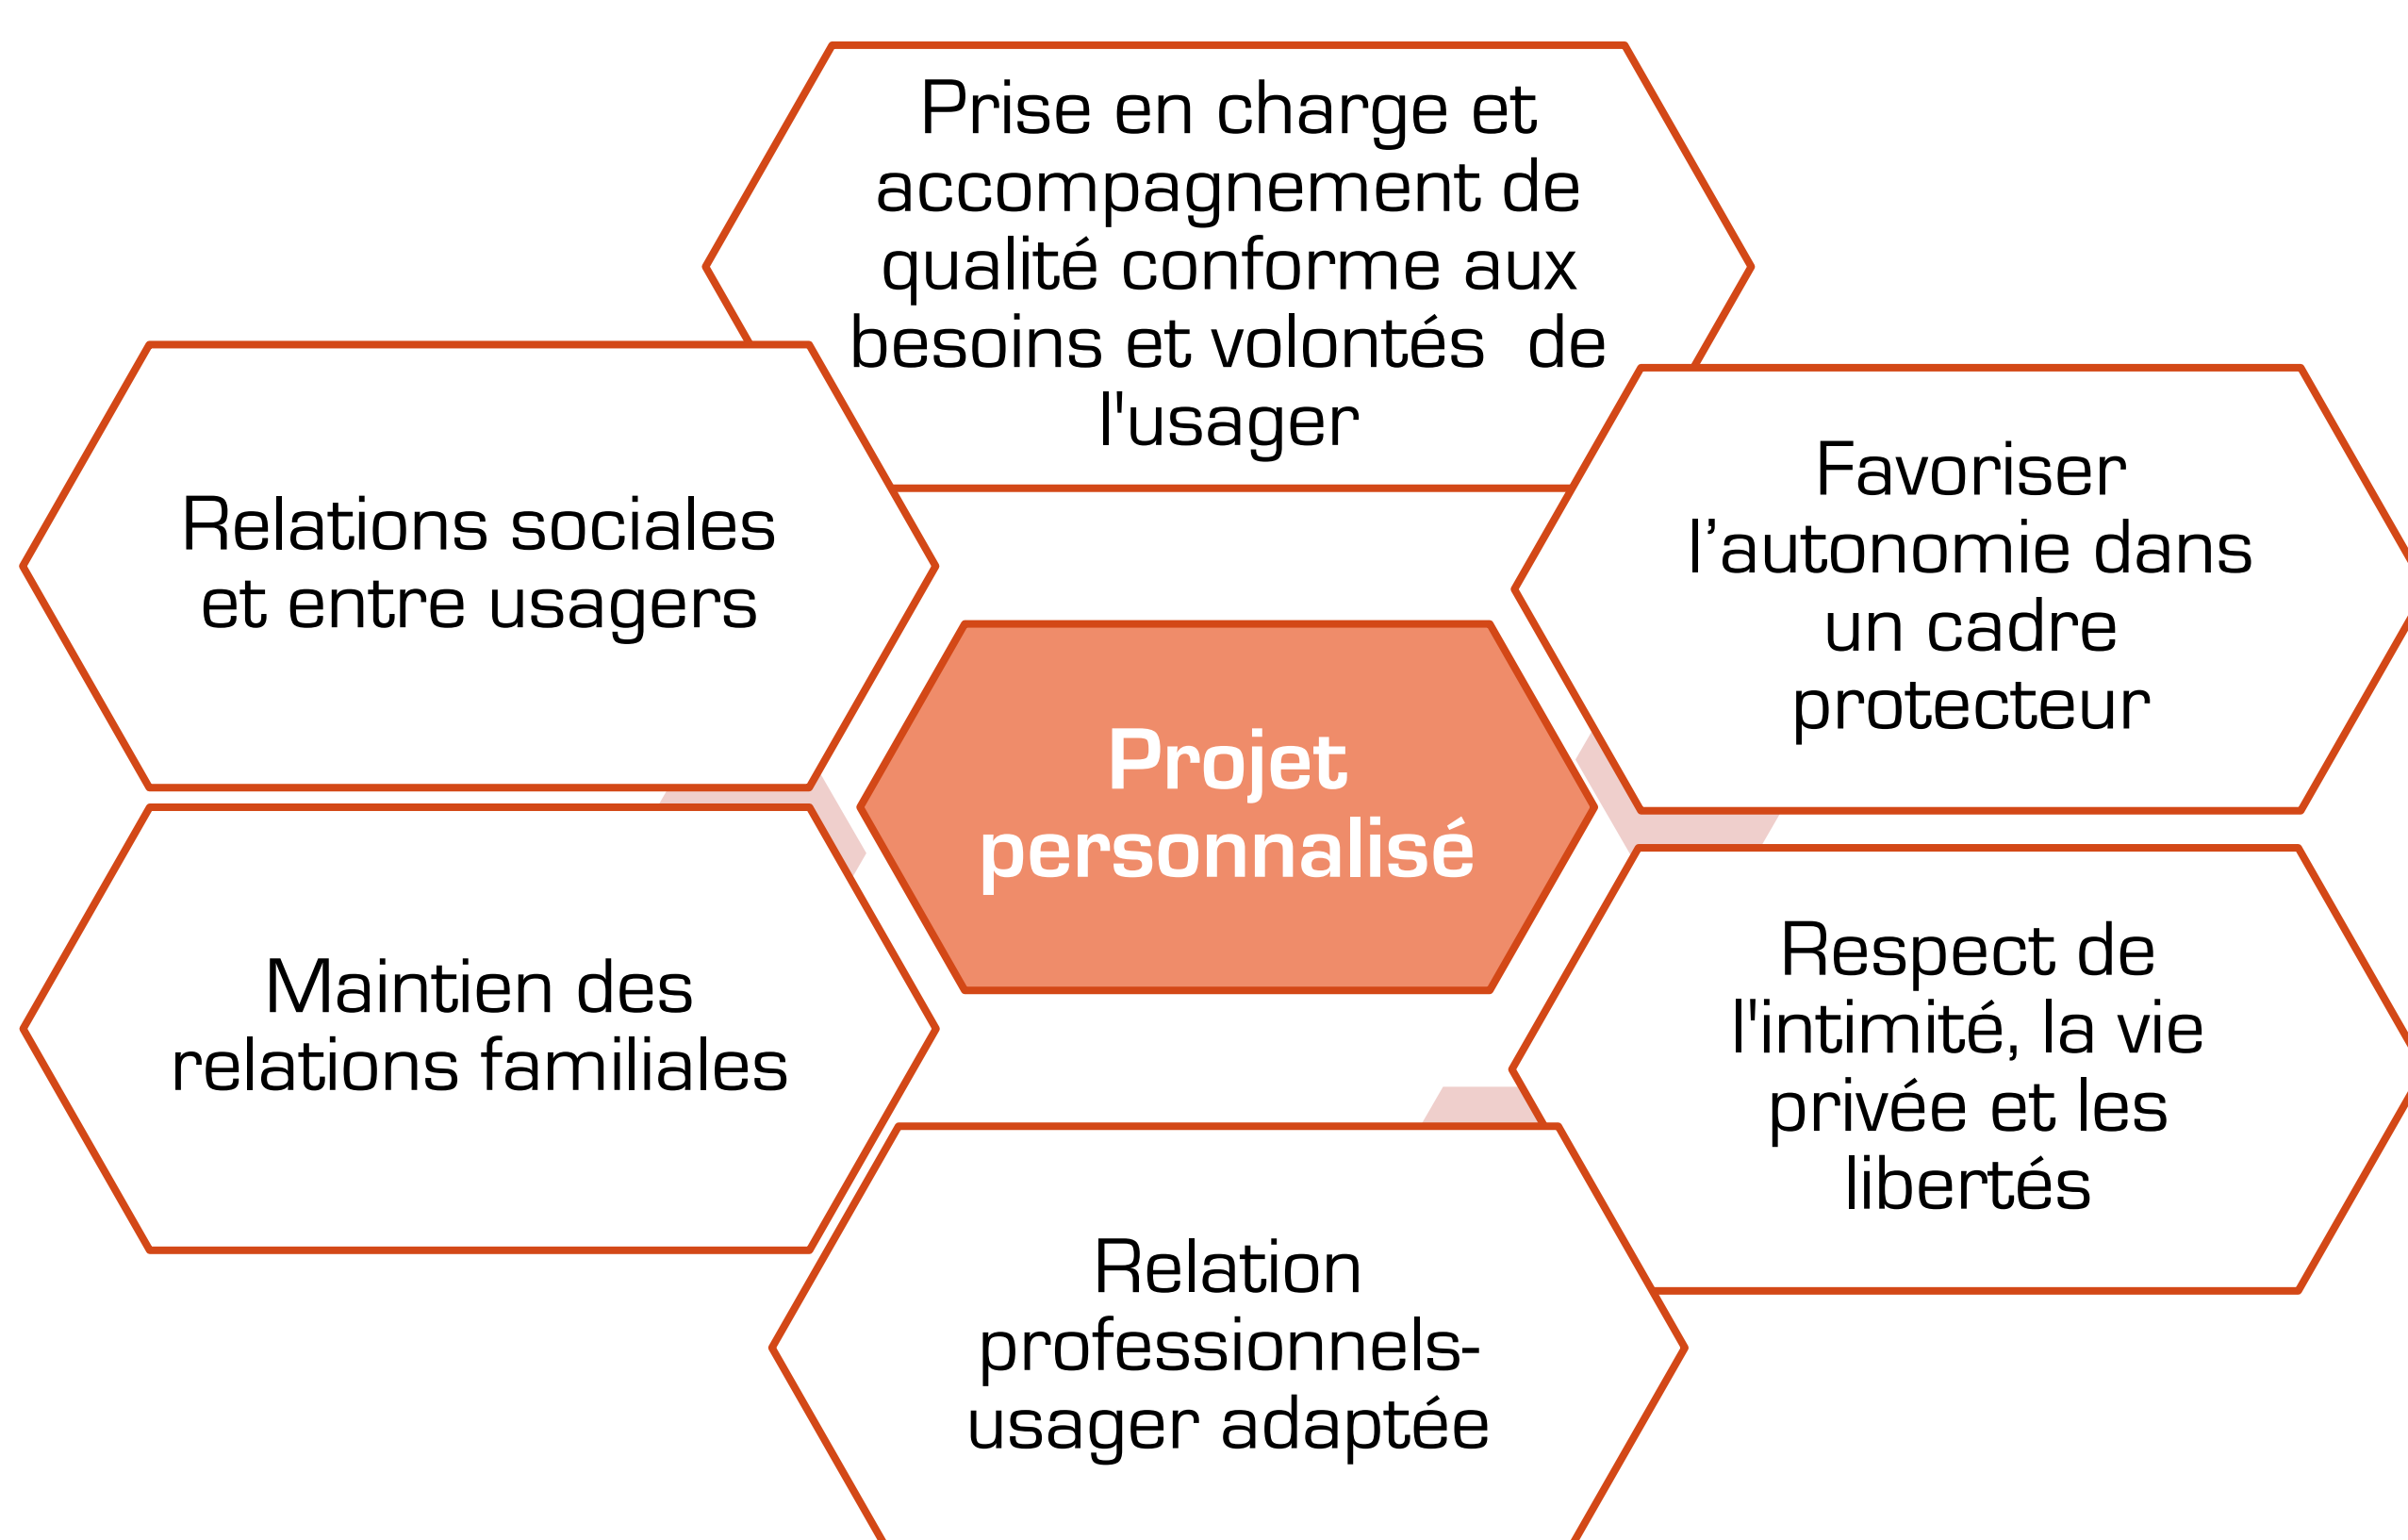 Prise en charge et
accompagnement de
qualité conforme aux
besoins et volontés  de
l'usager
Relations sociales
et entre usagers
Favoriser
l’autonomie dans
un cadre
protecteur
Projet
personnalisé
Maintien des
relations familiales
Respect de
l'intimité, la vie
privée et les
libertés
Relation
professionnels-
usager adaptée